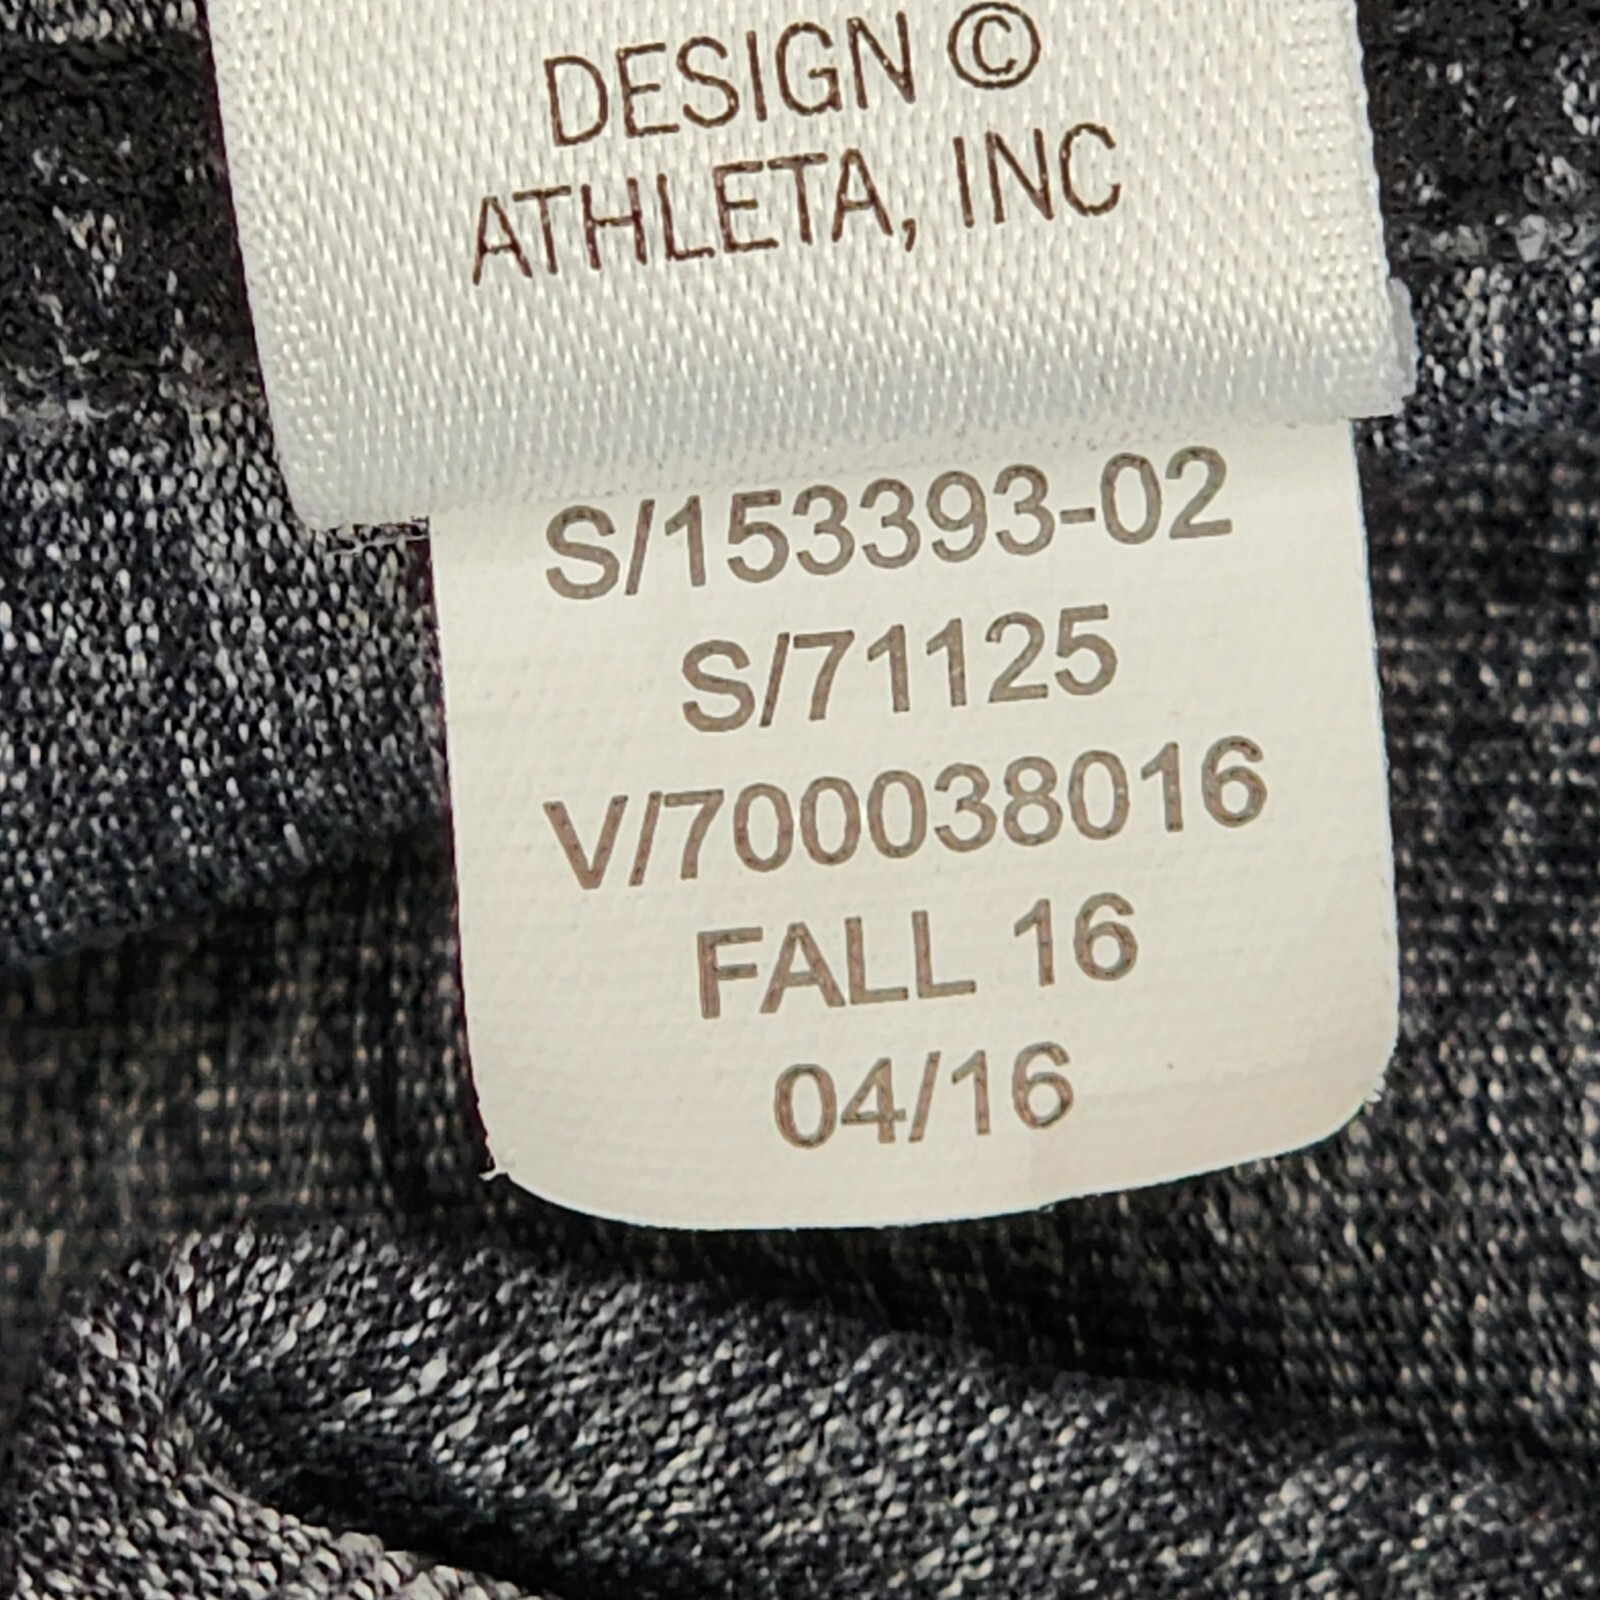 DESIGN ©
ATHLETA, INC
S/153393-02
S/71125
V/700038016
FALL 16
04/16